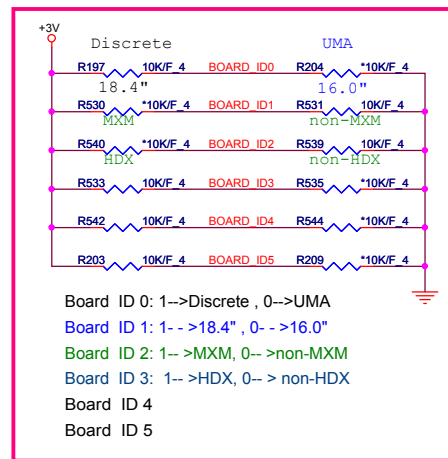 +3V
Discrete UMA
R197 10K/F_4 BOARD_ID0 R204 *10K/F_4
18.4" 16.0"
R530 *10K/F_4 BOARD_ID1 R531 10K/F_4
MXM non-MXM
R540 *10K/F_4 BOARD_ID2 R539 10K/F_4
HDX non-HDX
R533 10K/F_4 BOARD_ID3 R535 *10K/F_4
R542 10K/F_4 BOARD_ID4 R544 *10K/F_4
R203 10K/F_4 BOARD_ID5 R209 *10K/F_4
Board ID 0: 1-->Discrete , 0-->UMA
Board ID 1: 1- - >18.4" , 0- - >16.0"
Board ID 2: 1-- >MXM, 0-- >non-MXM
Board ID 3: 1-- >HDX, 0-- > non-HDX
Board ID 4
Board ID 5